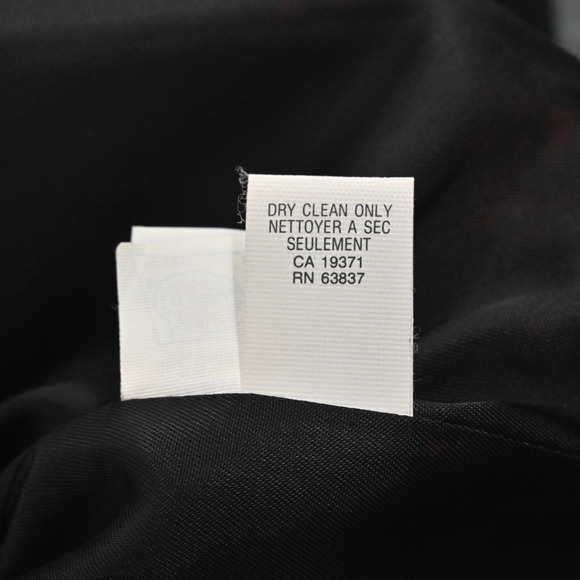 DRY CLEAN ONLY
NETTOYER A SEC
SEULEMENT
CA 19371
RN 63837